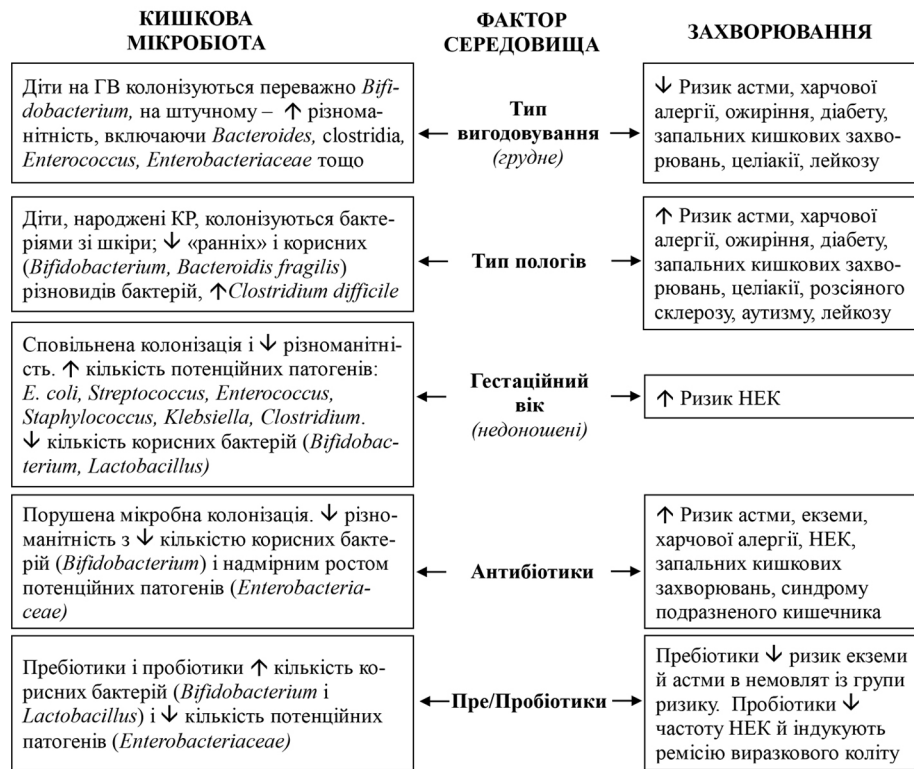 КИШКОВА
МІКРОБІОТА
ФАКТОР
СЕРЕДОВИЩА
ЗАХВОРЮВАННЯ
Діти на ГВ колонізуються переважно Bifi-
dobacterium, на штучному – ↑ різнома-
нітність, включаючи Bacteroides, clostridia,
Enterococcus, Enterobacteriaceae тощо
Тип
вигодовування
(грудне)
↓ Ризик астми, харчової
алергії, ожиріння, діабету,
запальних кишкових захво-
рювань, целіакії, лейкозу
Діти, народжені КР, колонізуються бакте-
ріями зі шкіри; ↓ «ранніх» і корисних
(Bifidobacterium, Bacteroidis fragilis)
різновидів бактерій, ↑Clostridium difficile
Тип пологів
↑ Ризик астми, харчової
алергії, ожиріння, діабету,
запальних кишкових захво-
рювань, целіакії, розсіяного
склерозу, аутизму, лейкозу
Сповільнена колонізація і ↓ різноманітні-
сть. ↑ кількість потенційних патогенів:
E. coli, Streptococcus, Enterococcus,
Staphylococcus, Klebsiella, Clostridium.
↓ кількість корисних бактерій (Bifidobac-
terium, Lactobacillus)
Гестаційний
вік
(недоношені)
↑ Ризик НЕК
Порушена мікробна колонізація. ↓ різно-
манітність з ↓ кількістю корисних бакте-
рій (Bifidobacterium) і надмірним ростом
потенційних патогенів (Enterobacteria-
ceae)
Антибіотики
↑ Ризик астми, екземи,
харчової алергії, НЕК,
запальних кишкових
захворювань, синдрому
подразненого кишечника
Пребіотики і пробіотики ↑ кількість ко-
рисних бактерій (Bifidobacterium і
Lactobacillus) і ↓ кількість потенційних
патогенів (Enterobacteriaceae)
Пре/Пробіотики
Пребіотики ↓ ризик екземи
й астми в немовлят із групи
ризику. Пробіотики ↓
частоту НЕК й індукують
ремісію виразкового коліту